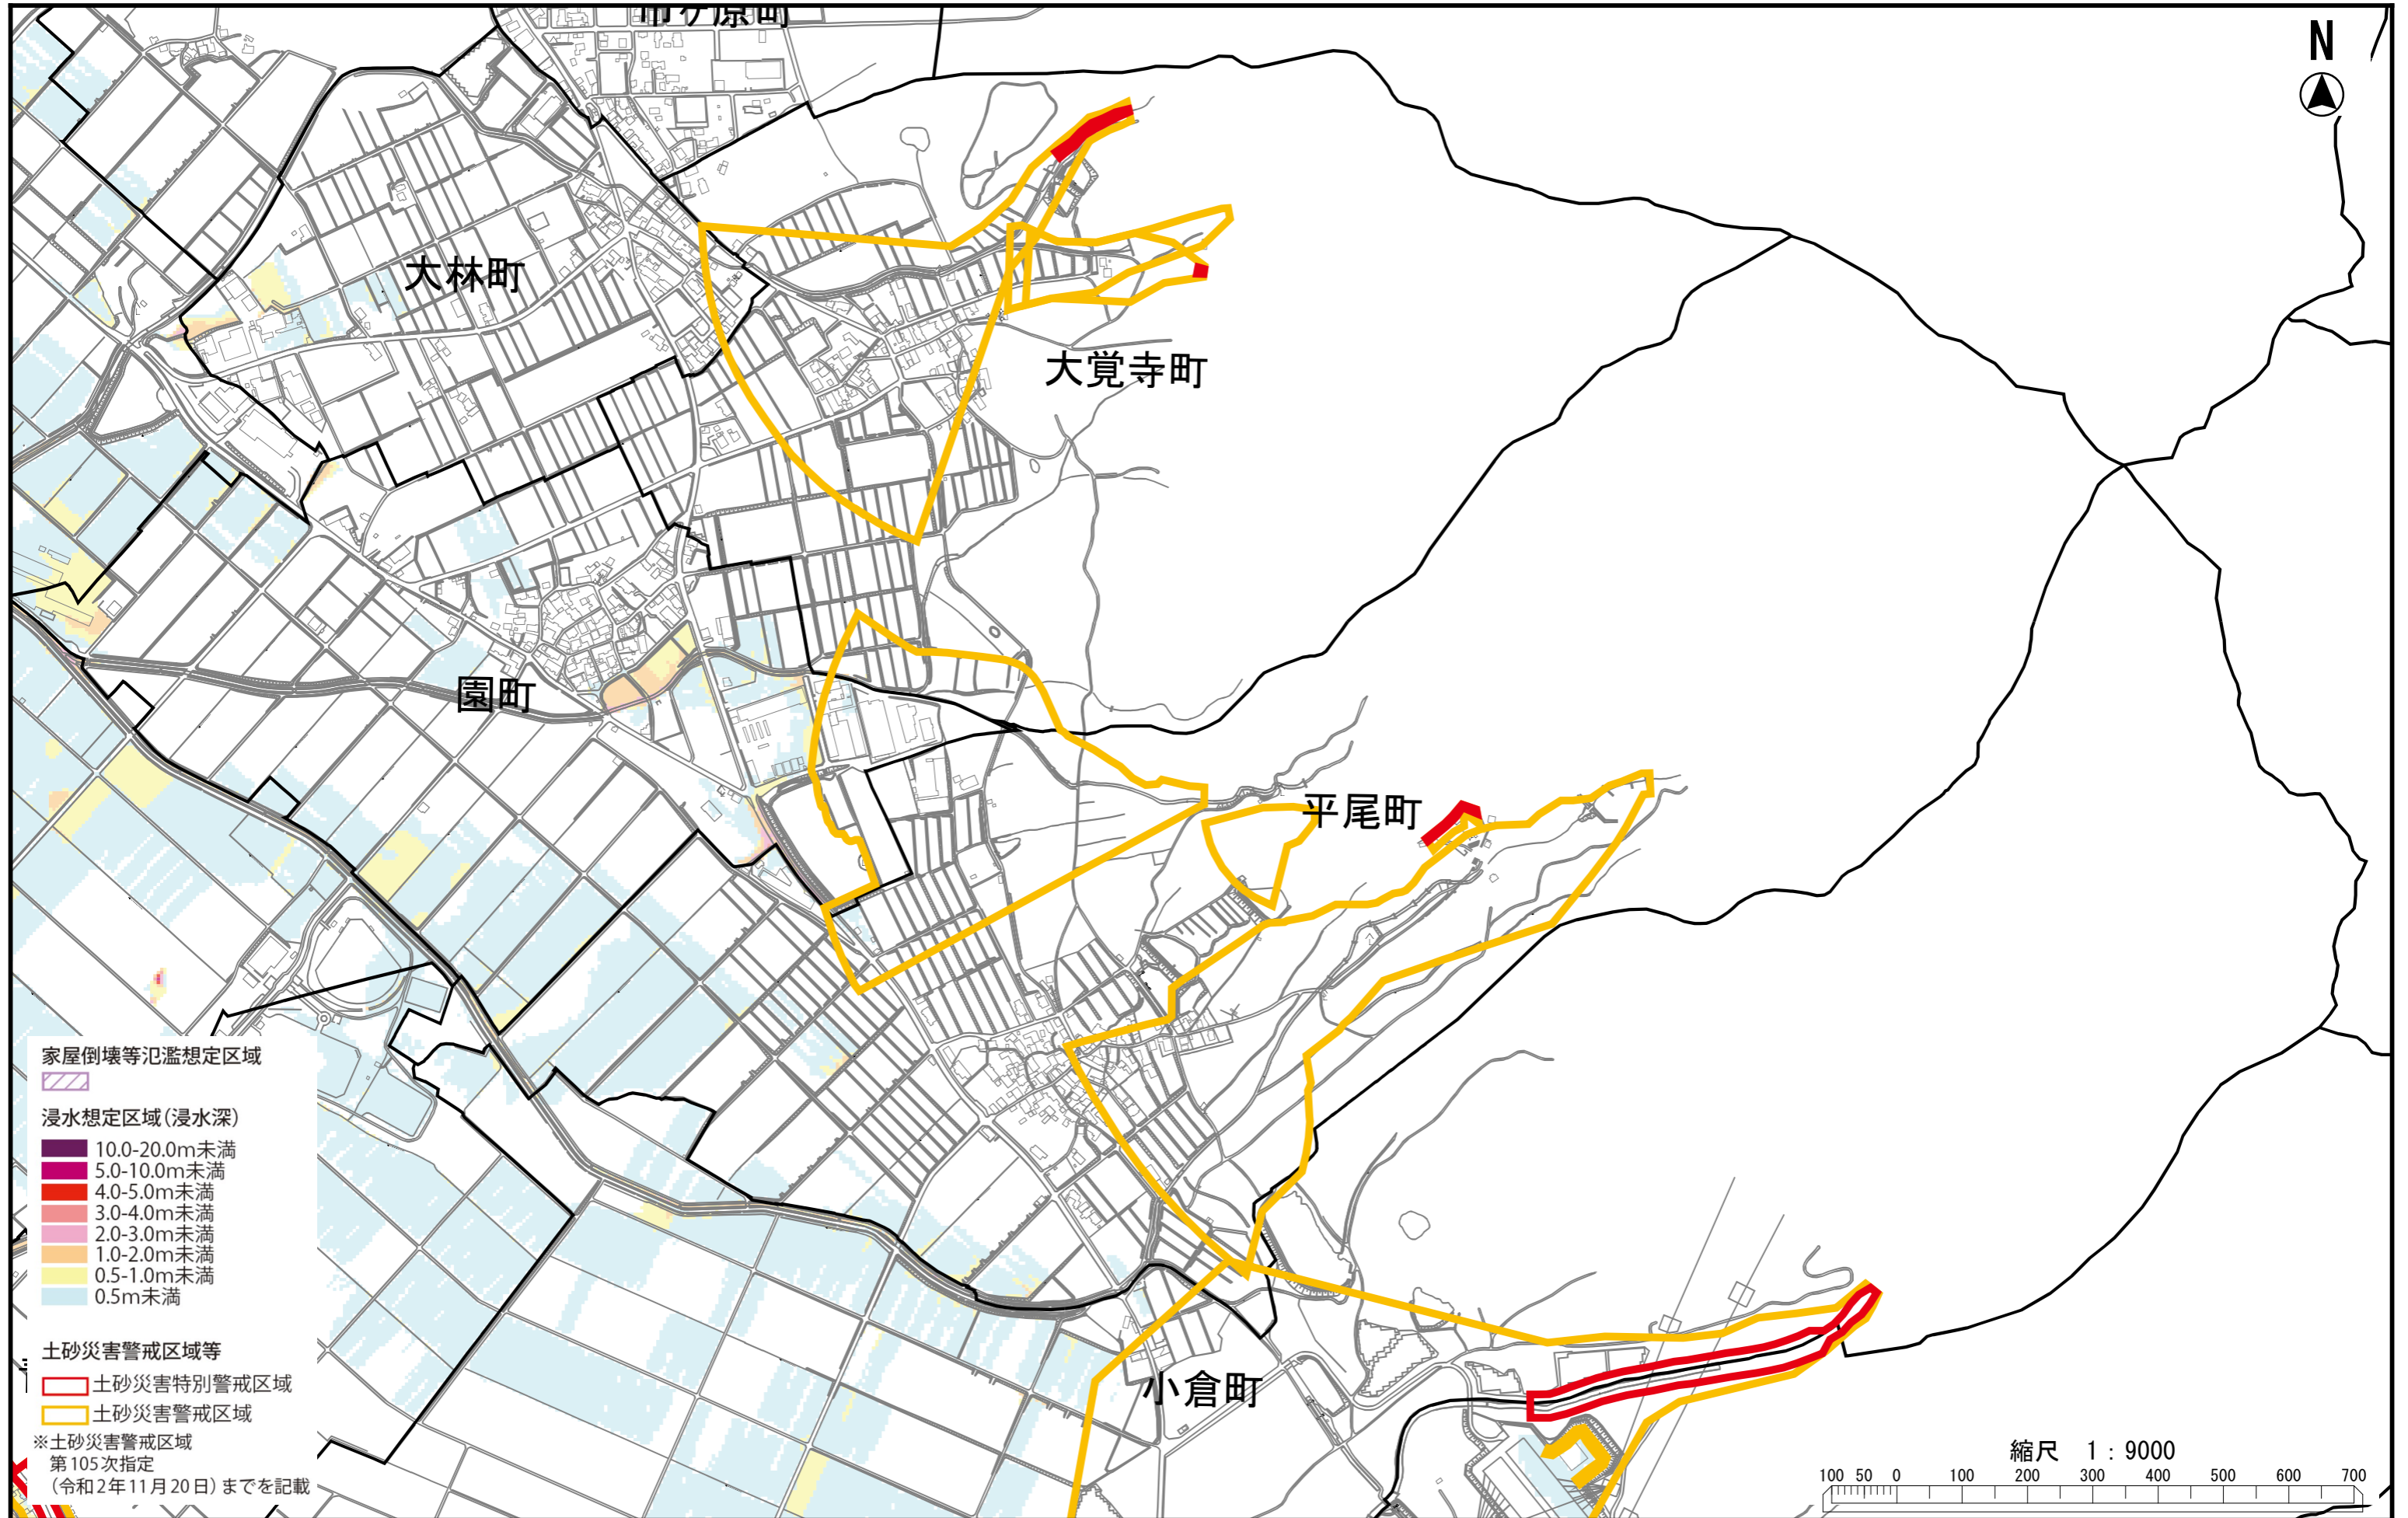 市ケ原町
N
大林町
大覚寺町
園町
平尾町
小倉町
家屋倒壊等氾濫想定区域
浸水想定区域(浸水深)
10.0-20.0m未満
5.0-10.0m未満
4.0-5.0m未満
3.0-4.0m未満
2.0-3.0m未満
1.0-2.0m未満
0.5-1.0m未満
0.5m未満
土砂災害警戒区域等
土砂災害特別警戒区域
土砂災害警戒区域
※土砂災害警戒区域
第105次指定
(令和2年11月20日)までを記載
縮尺 1:9000
100 50 0 100 200 300 400 500 600 700